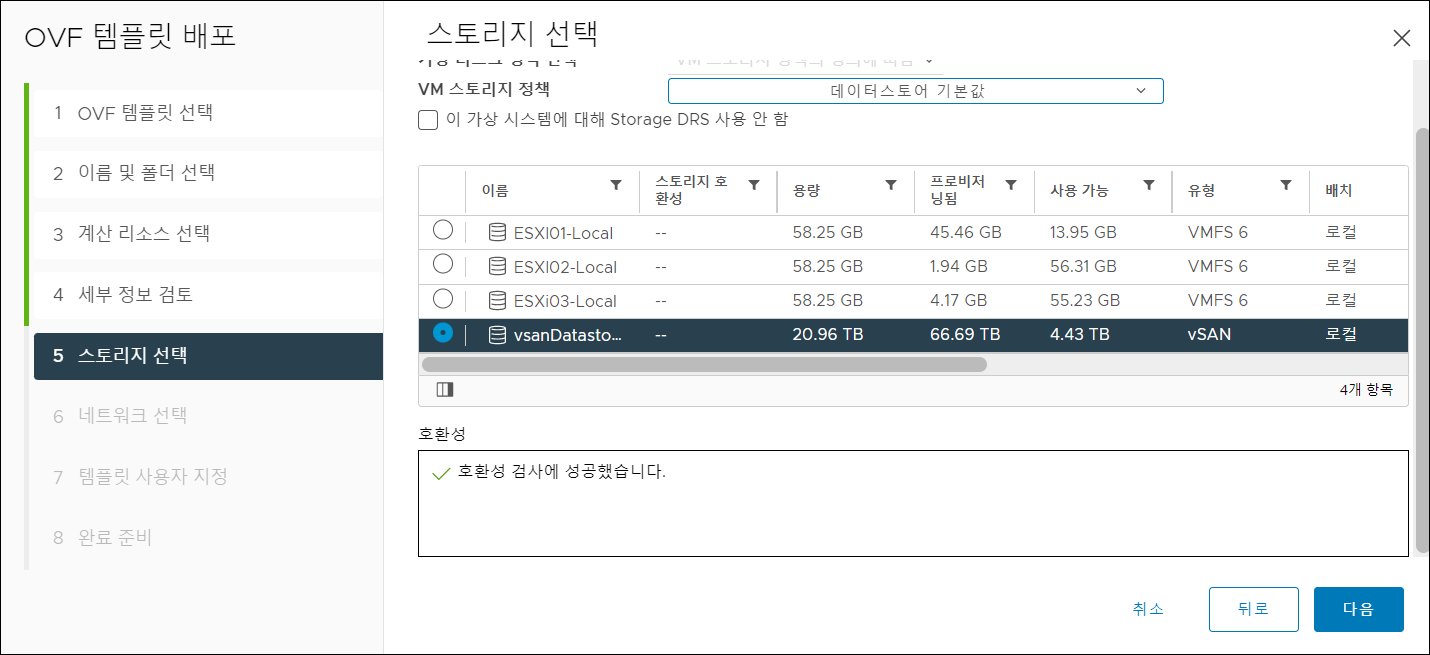 OVF 템플릿 배포
1 OVF 템플릿 선택
2 이름 및 폴더 선택
3 계산 리소스 선택
4 세부 정보 검토
5 스토리지 선택
6 네트워크 선택
7 템플릿 사용자 지정
8 완료 준비
스토리지 선택
VM 스토리지 정책 데이터스토어 기본값
이 가상 시스템에 대해 Storage DRS 사용 안 함
이름 스토리지 호환성 용량 프로비저닝됨 사용 가능 유형 배치
ESXI01-Local -- 58.25 GB 45.46 GB 13.95 GB VMFS 6 로컬
ESXI02-Local -- 58.25 GB 1.94 GB 56.31 GB VMFS 6 로컬
ESXi03-Local -- 58.25 GB 4.17 GB 55.23 GB VMFS 6 로컬
vsanDatasto... -- 20.96 TB 66.69 TB 4.43 TB vSAN 로컬
4개 항목
호환성
호환성 검사에 성공했습니다.
취소 뒤로 다음